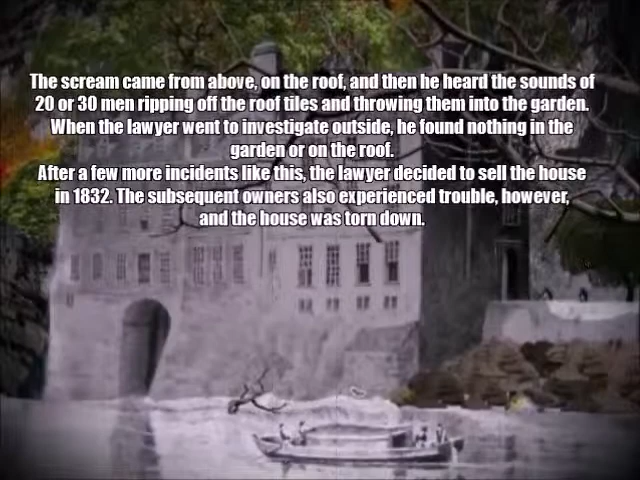 The scream came from above, on the roof, and then he heard the sounds of
20 or 30 men ripping off the roof tiles and throwing them into the garden.
When the lawyer went to investigate outside, he found nothing in the
garden or on the roof.
After a few more incidents like this, the lawyer decided to sell the house
in 1832. The subsequent owners also experienced trouble, however,
and the house was torn down.